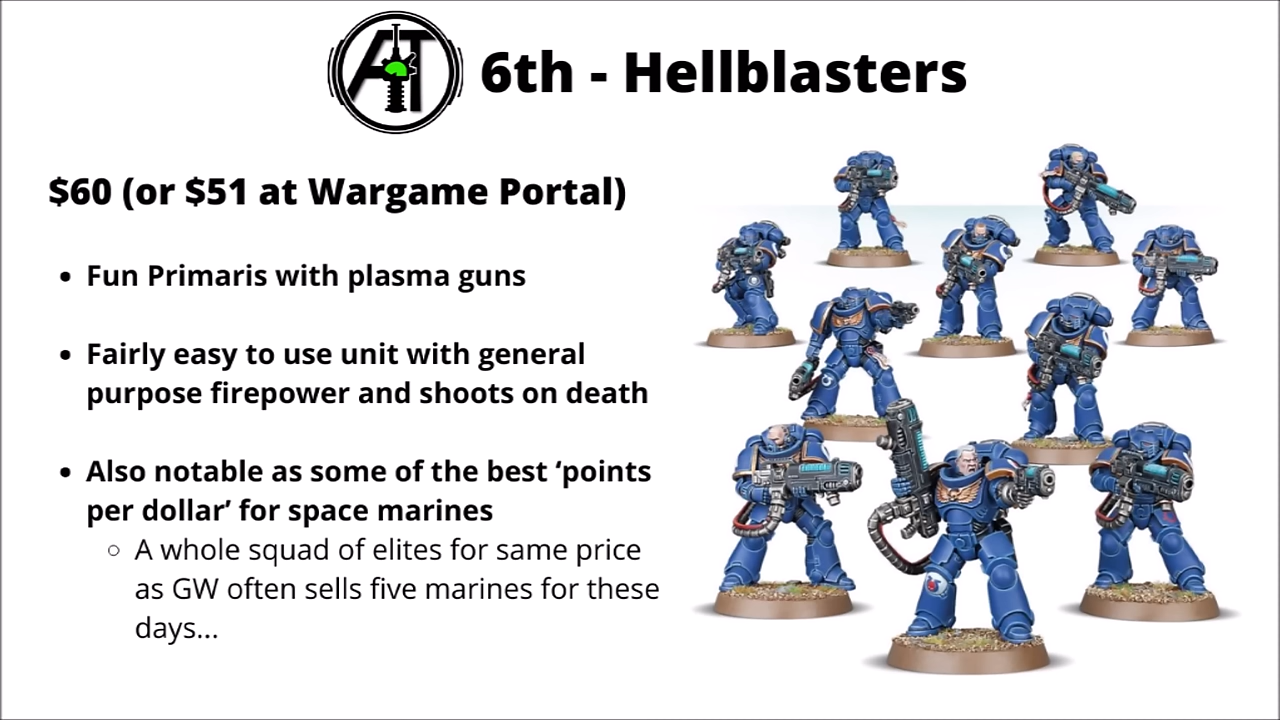 AT
6th - Hellblasters
$60 (or $51 at Wargame Portal)
• Fun Primaris with plasma guns
• Fairly easy to use unit with general
purpose firepower and shoots on death
• Also notable as some of the best ‘points
per dollar’ for space marines
○ A whole squad of elites for same price
as GW often sells five marines for these
days...